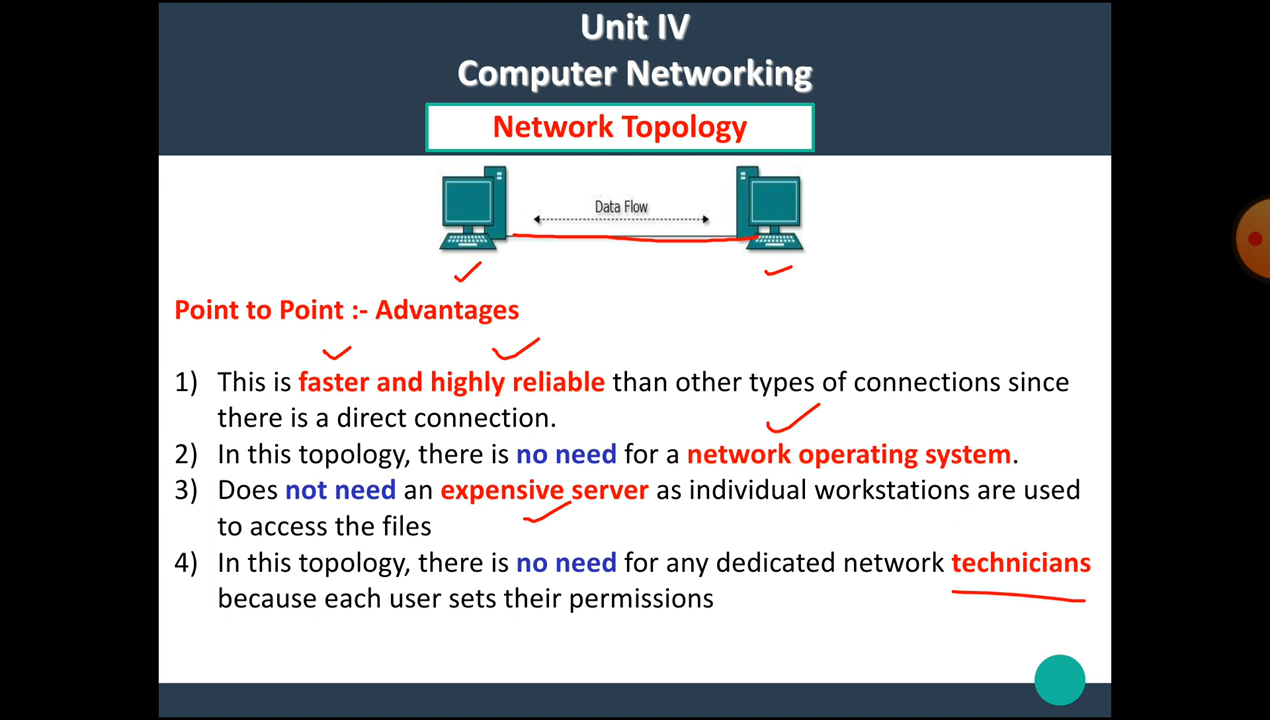 Unit IV
Computer Networking
Network Topology
Data Flow
Point to Point :- Advantages
1) This is faster and highly reliable than other types of connections since
there is a direct connection.
2) In this topology, there is no need for a network operating system.
3) Does not need an expensive server as individual workstations are used
to access the files
4) In this topology, there is no need for any dedicated network technicians
because each user sets their permissions